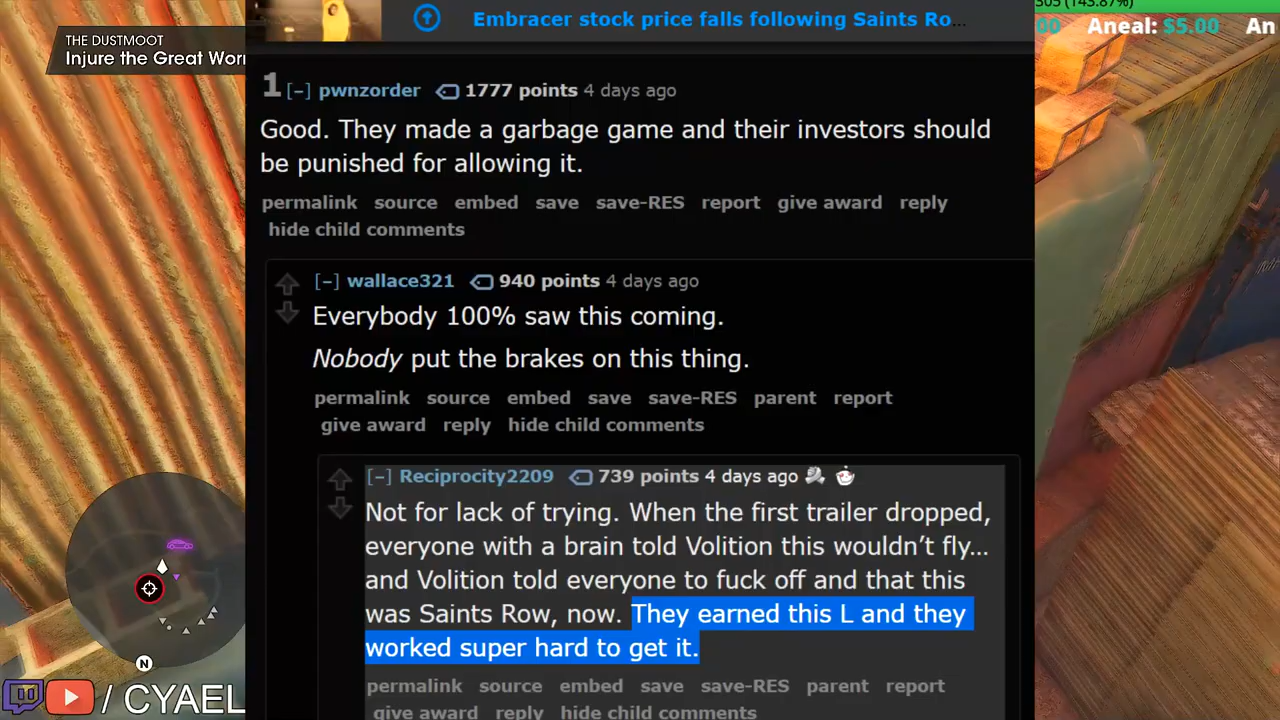 THE DUSTMOOT
Injure the Great Wor
Embracer stock price falls following Saints Ro...
305 (143.87%)
00 Aneal: $5.00 An
1 [–] pwnzorder 1777 points 4 days ago
Good. They made a garbage game and their investors should
be punished for allowing it.
permalink source embed save save-RES report give award reply
hide child comments
[–] wallace321 940 points 4 days ago
Everybody 100% saw this coming.
Nobody put the brakes on this thing.
permalink source embed save save-RES parent report
give award reply hide child comments
[–] Reciprocity2209 739 points 4 days ago
Not for lack of trying. When the first trailer dropped,
everyone with a brain told Volition this wouldn’t fly...
and Volition told everyone to fuck off and that this
was Saints Row, now. They earned this L and they
worked super hard to get it.
permalink source embed save save-RES parent report
give award reply hide child comments
N
/ CYAEL